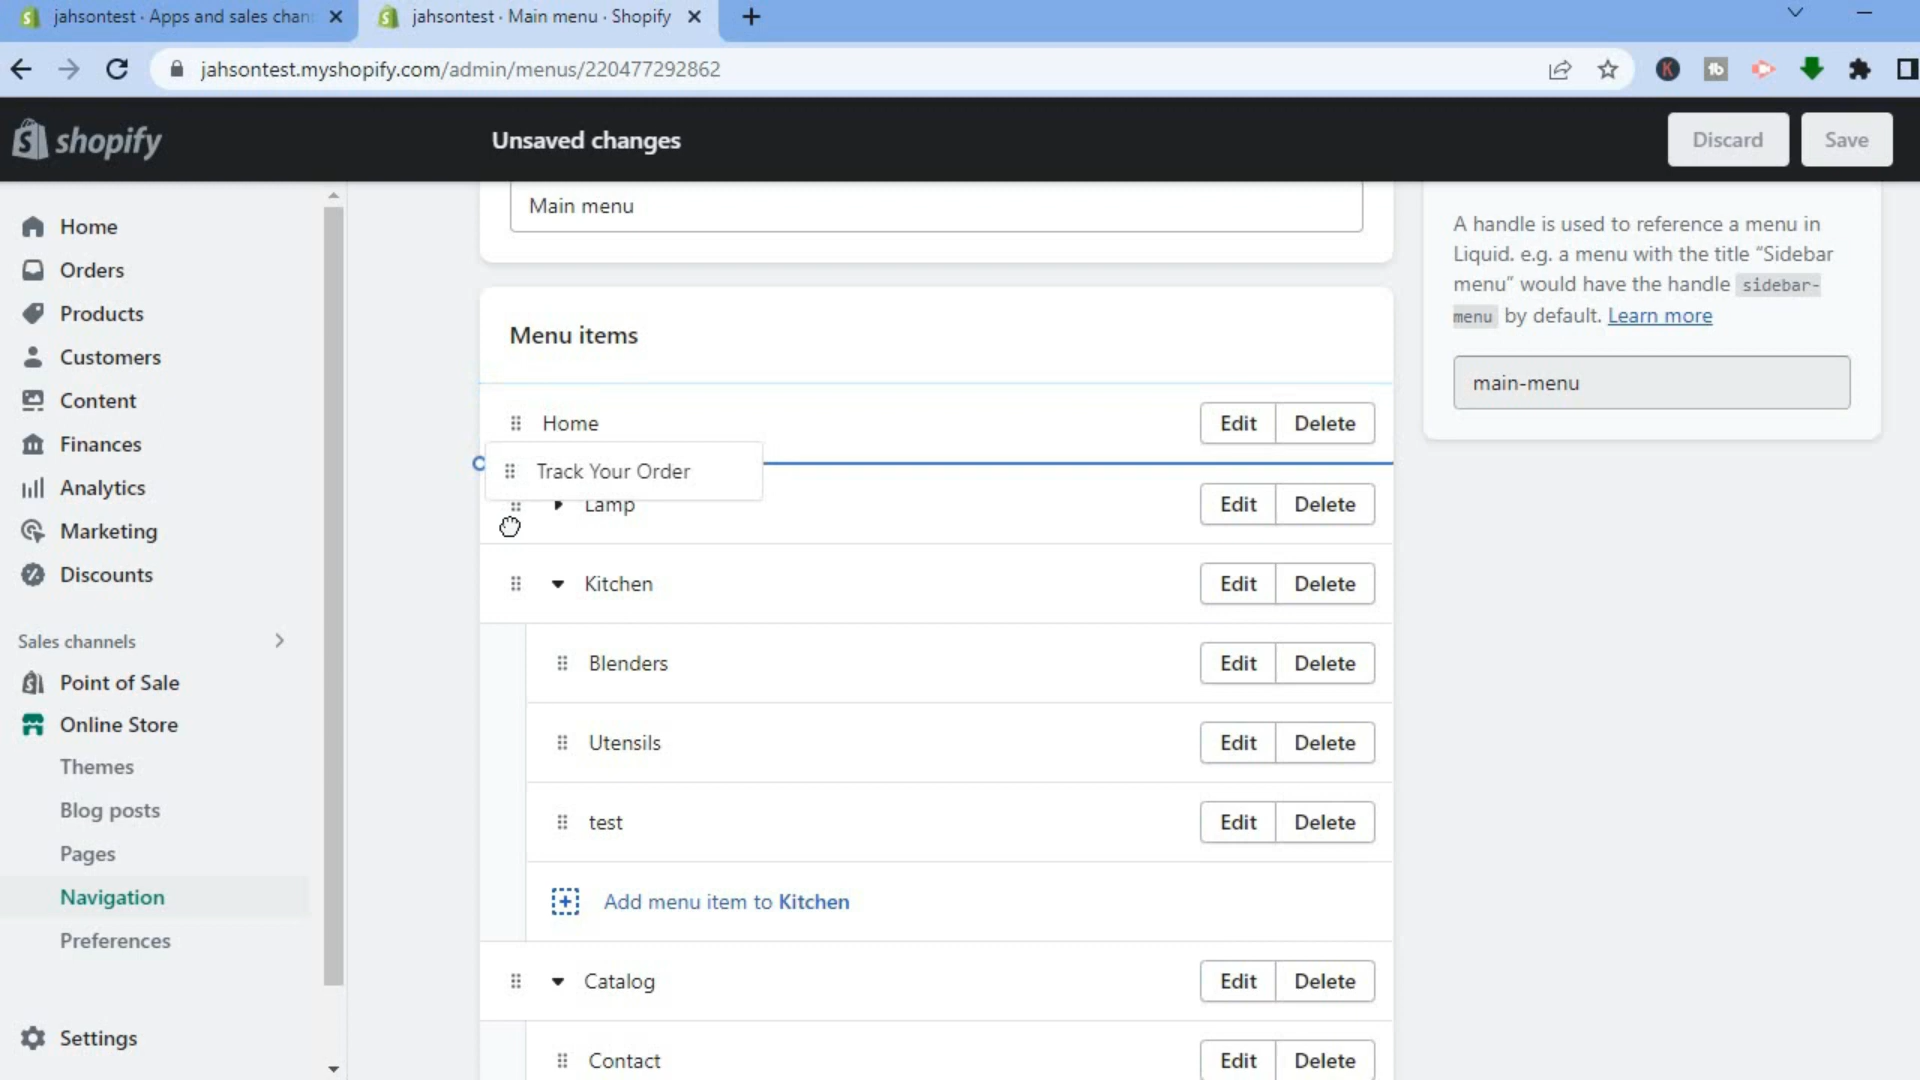 jahsontest · Apps and sales chan
jahsontest · Main menu · Shopify
jahsontest.myshopify.com/admin/menus/220477292862
K
tb
shopify
Unsaved changes
Discard
Save
Home
Orders
Products
Customers
Content
Finances
Analytics
Marketing
Discounts
Sales channels
Point of Sale
Online Store
Themes
Blog posts
Pages
Navigation
Preferences
Settings
Main menu
Menu items
Home Edit Delete
Track Your Order
Lamp Edit Delete
Kitchen Edit Delete
Blenders Edit Delete
Utensils Edit Delete
test Edit Delete
Add menu item to Kitchen
Catalog Edit Delete
Contact Edit Delete
A handle is used to reference a menu in
Liquid. e.g. a menu with the title “Sidebar
menu” would have the handle sidebar-
menu by default. Learn more
main-menu